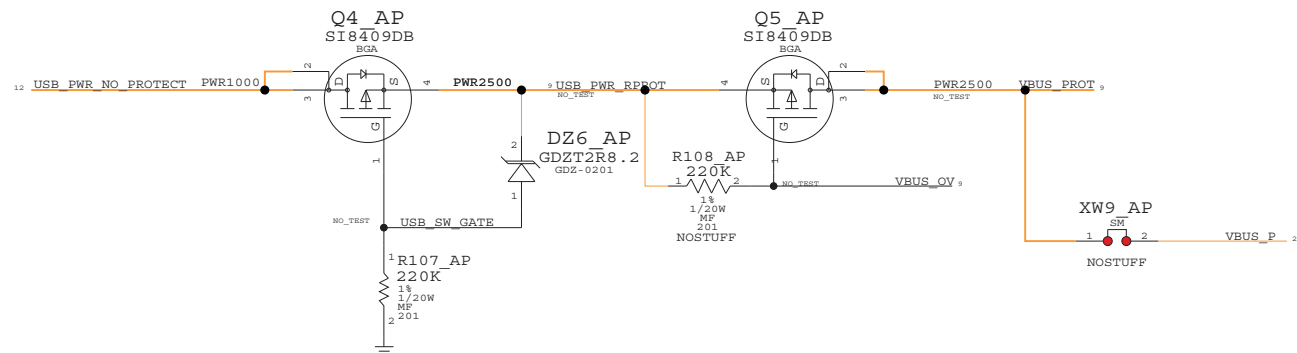 Q4_AP
SI8409DB
BGA
12 USB_PWR_NO_PROTECT PWR1000
2
3
D
S
G
4
1
PWR2500
9 USB_PWR_RPROT
NO_TEST
Q5_AP
SI8409DB
BGA
4
S
D
G
2
3
1
PWR2500
NO_TEST
VBUS_PROT 9
2
DZ6_AP
GDZT2R8.2
GDZ-0201
1
R108_AP
220K
1
2
1%
1/20W
MF
201
NOSTUFF
NO_TEST
VBUS_OV 9
NO_TEST
USB_SW_GATE
1
R107_AP
220K
1%
1/20W
MF
201
2
XW9_AP
SM
1
2
NOSTUFF
VBUS_P 2